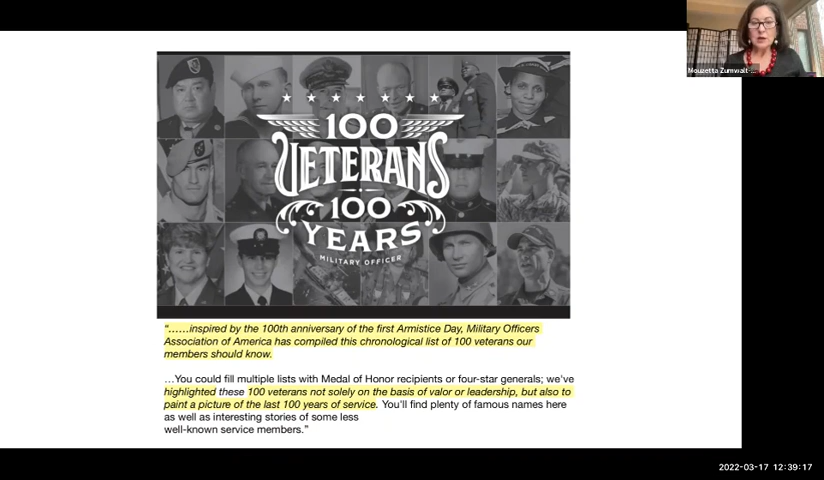 Mouzetta Zumwalt-...
100
VETERANS
100
YEARS
MILITARY OFFICER
"......inspired by the 100th anniversary of the first Armistice Day, Military Officers
Association of America has compiled this chronological list of 100 veterans our
members should know.
...You could fill multiple lists with Medal of Honor recipients or four-star generals; we've
highlighted these 100 veterans not solely on the basis of valor or leadership, but also to
paint a picture of the last 100 years of service. You'll find plenty of famous names here
as well as interesting stories of some less
well-known service members."
2022-03-17 12:39:17